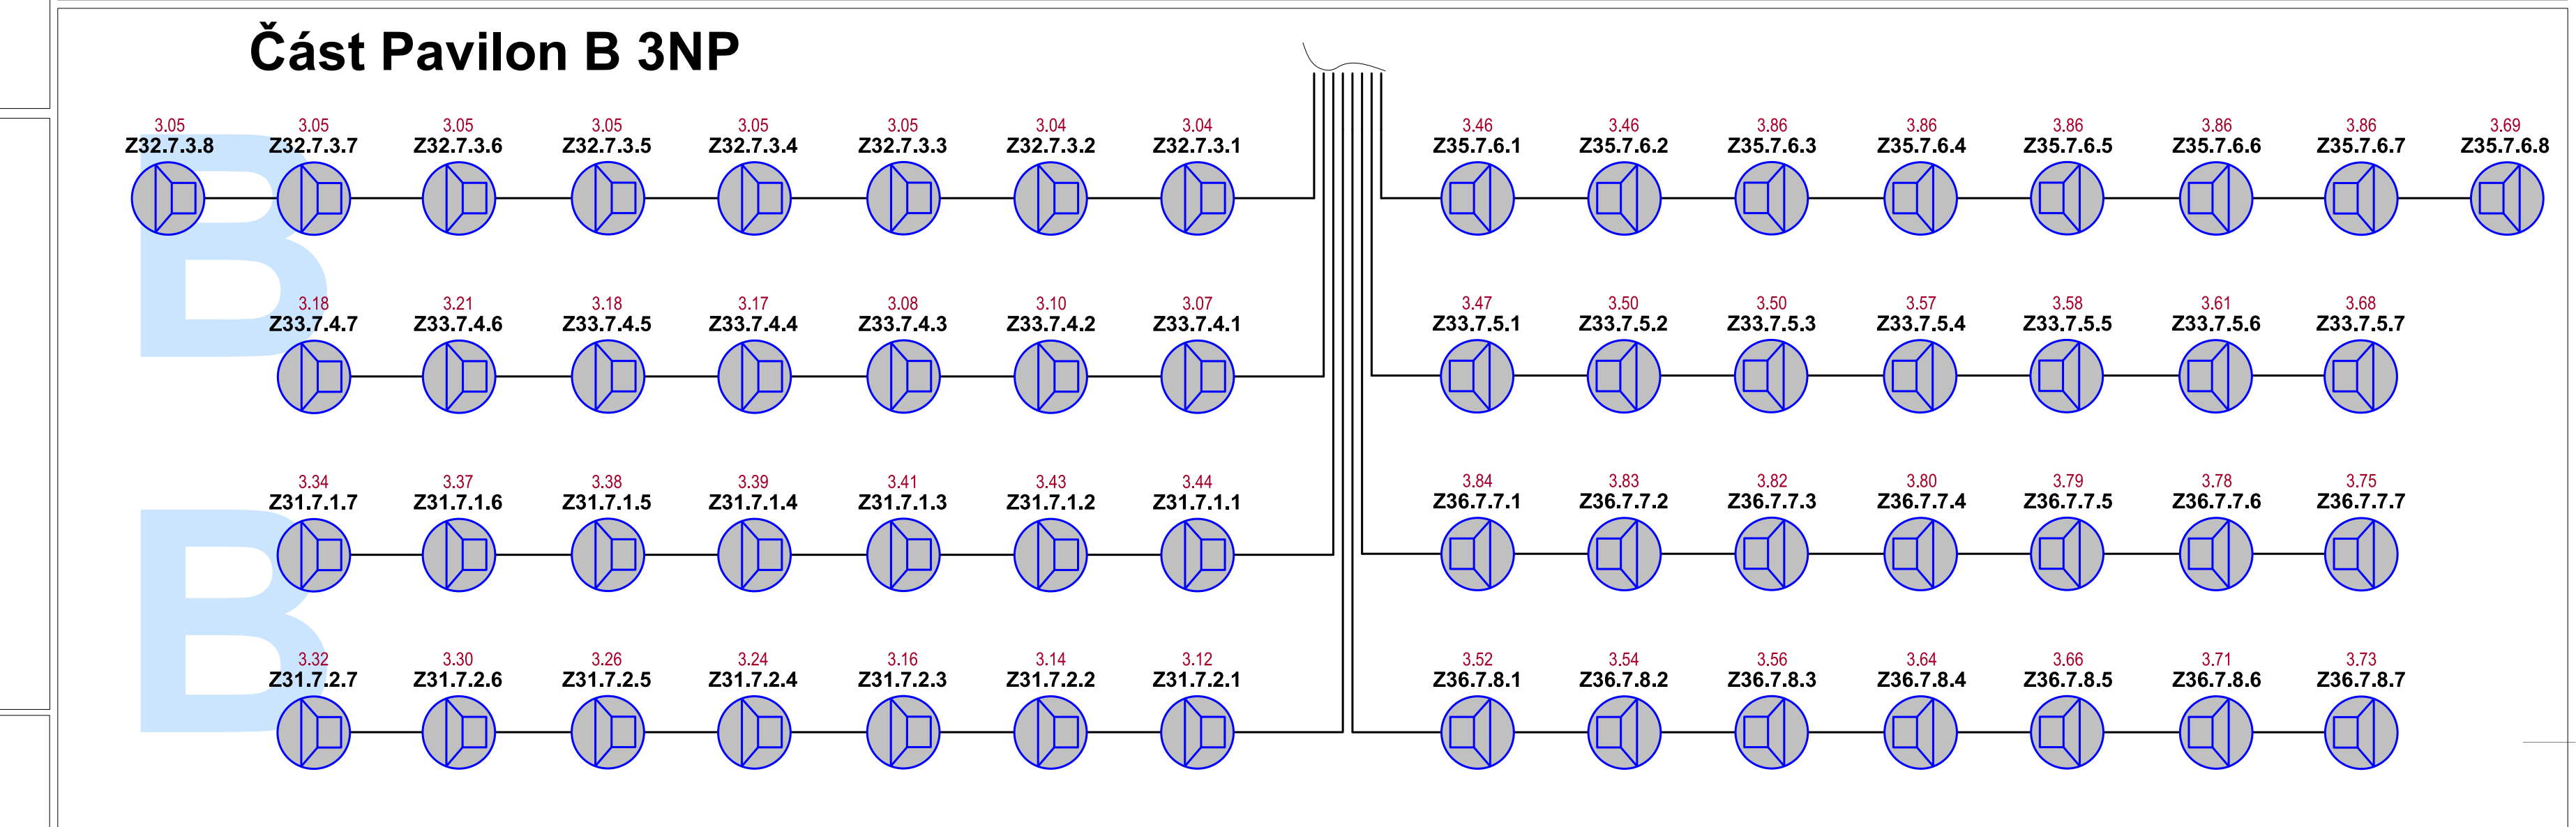 Část Pavilon B 3NP
3.05 3.05 3.05 3.05 3.05 3.05 3.04 3.04 3.46 3.46 3.86 3.86 3.86 3.86 3.86 3.69
Z32.7.3.8 Z32.7.3.7 Z32.7.3.6 Z32.7.3.5 Z32.7.3.4 Z32.7.3.3 Z32.7.3.2 Z32.7.3.1 Z35.7.6.1 Z35.7.6.2 Z35.7.6.3 Z35.7.6.4 Z35.7.6.5 Z35.7.6.6 Z35.7.6.7 Z35.7.6.8
B
3.18 3.21 3.18 3.17 3.08 3.10 3.07 3.47 3.50 3.50 3.57 3.58 3.61 3.68
Z33.7.4.7 Z33.7.4.6 Z33.7.4.5 Z33.7.4.4 Z33.7.4.3 Z33.7.4.2 Z33.7.4.1 Z33.7.5.1 Z33.7.5.2 Z33.7.5.3 Z33.7.5.4 Z33.7.5.5 Z33.7.5.6 Z33.7.5.7
3.34 3.37 3.38 3.39 3.41 3.43 3.44 3.84 3.83 3.82 3.80 3.79 3.78 3.75
Z31.7.1.7 Z31.7.1.6 Z31.7.1.5 Z31.7.1.4 Z31.7.1.3 Z31.7.1.2 Z31.7.1.1 Z36.7.7.1 Z36.7.7.2 Z36.7.7.3 Z36.7.7.4 Z36.7.7.5 Z36.7.7.6 Z36.7.7.7
B
3.32 3.30 3.26 3.24 3.16 3.14 3.12 3.52 3.54 3.56 3.64 3.66 3.71 3.73
Z31.7.2.7 Z31.7.2.6 Z31.7.2.5 Z31.7.2.4 Z31.7.2.3 Z31.7.2.2 Z31.7.2.1 Z36.7.8.1 Z36.7.8.2 Z36.7.8.3 Z36.7.8.4 Z36.7.8.5 Z36.7.8.6 Z36.7.8.7